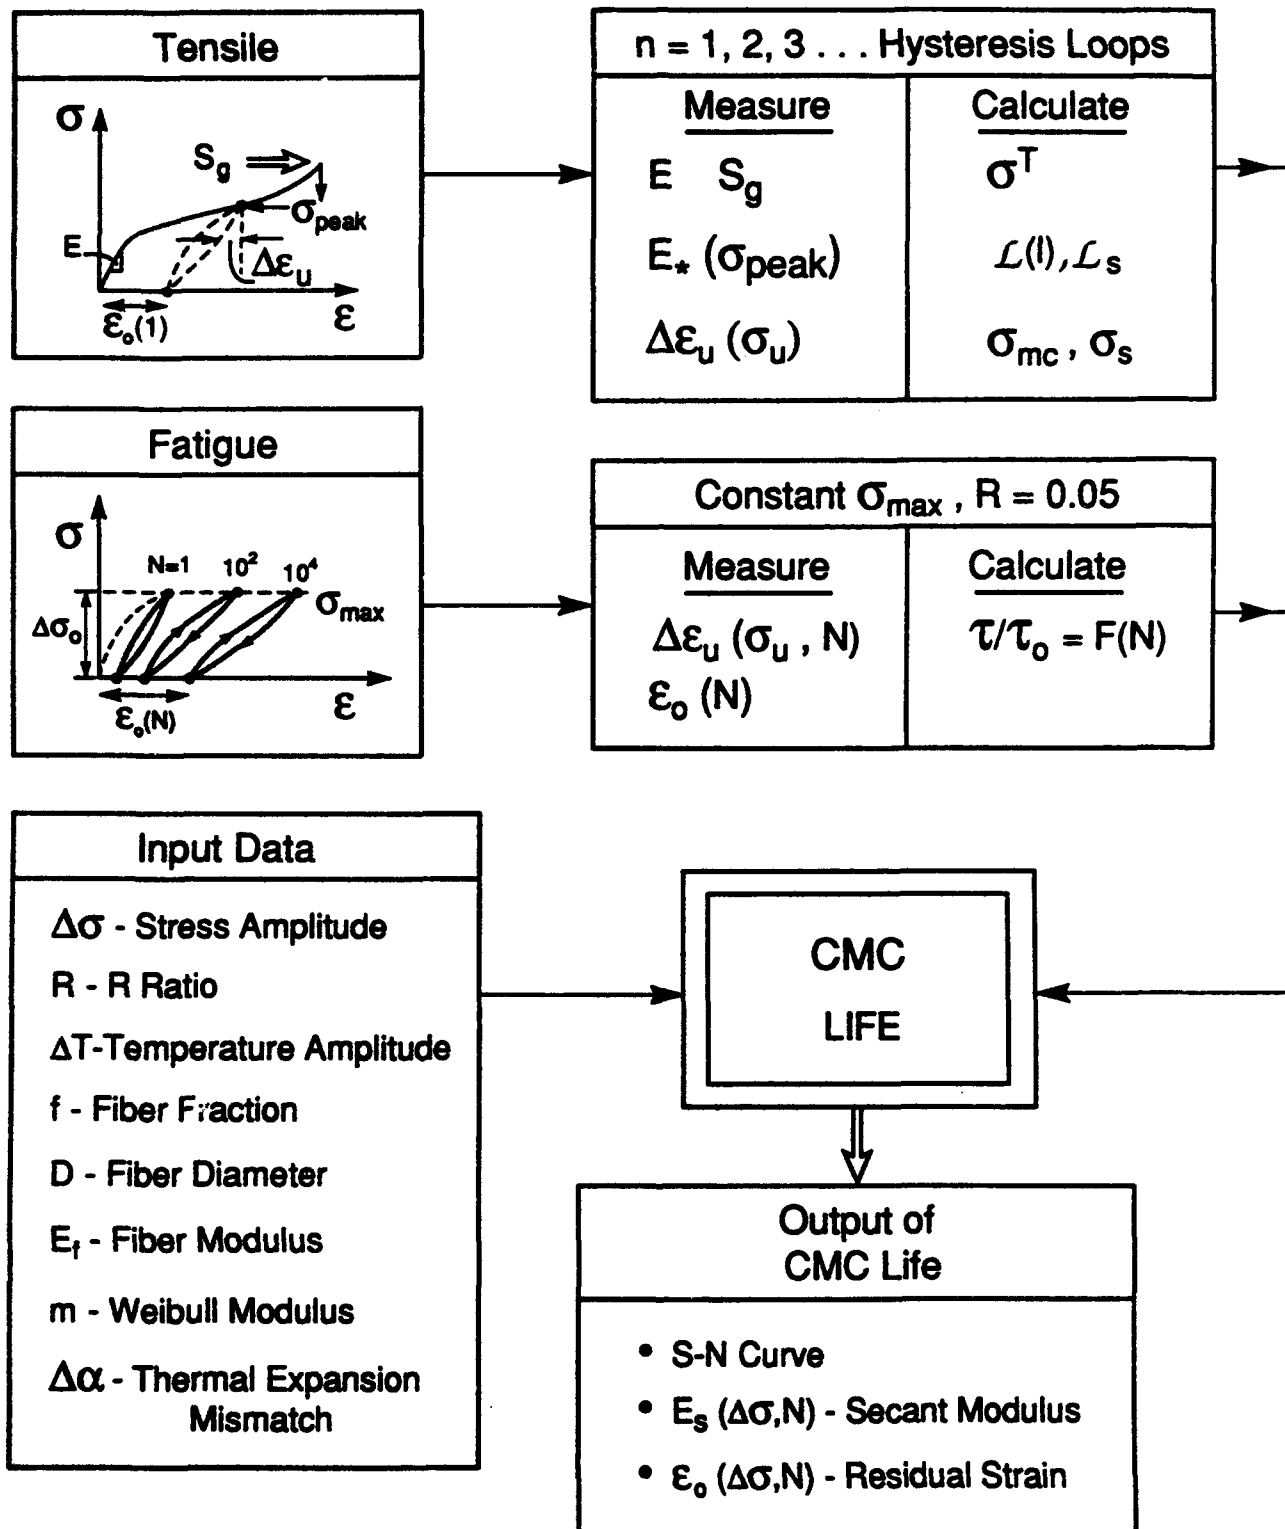 Tensile
σ
S_g
σ_peak
E
Δε_u
ε_o(1)
ε
n = 1, 2, 3 . . . Hysteresis Loops
Measure
E S_g
E_* (σ_peak)
Δε_u (σ_u)
Calculate
σ^T
ℒ(l), ℒ_s
σ_mc , σ_s
Fatigue
σ
N=1 10^2 10^4
σ_max
Δσ_o
ε_o(N)
ε
Constant σ_max , R = 0.05
Measure
Δε_u (σ_u , N)
ε_o (N)
Calculate
τ/τ_o = F(N)
Input Data
Δσ - Stress Amplitude
R - R Ratio
ΔT-Temperature Amplitude
f - Fiber Fraction
D - Fiber Diameter
E_f - Fiber Modulus
m - Weibull Modulus
Δα - Thermal Expansion
Mismatch
CMC
LIFE
Output of
CMC Life
• S-N Curve
• E_s (Δσ,N) - Secant Modulus
• ε_o (Δσ,N) - Residual Strain